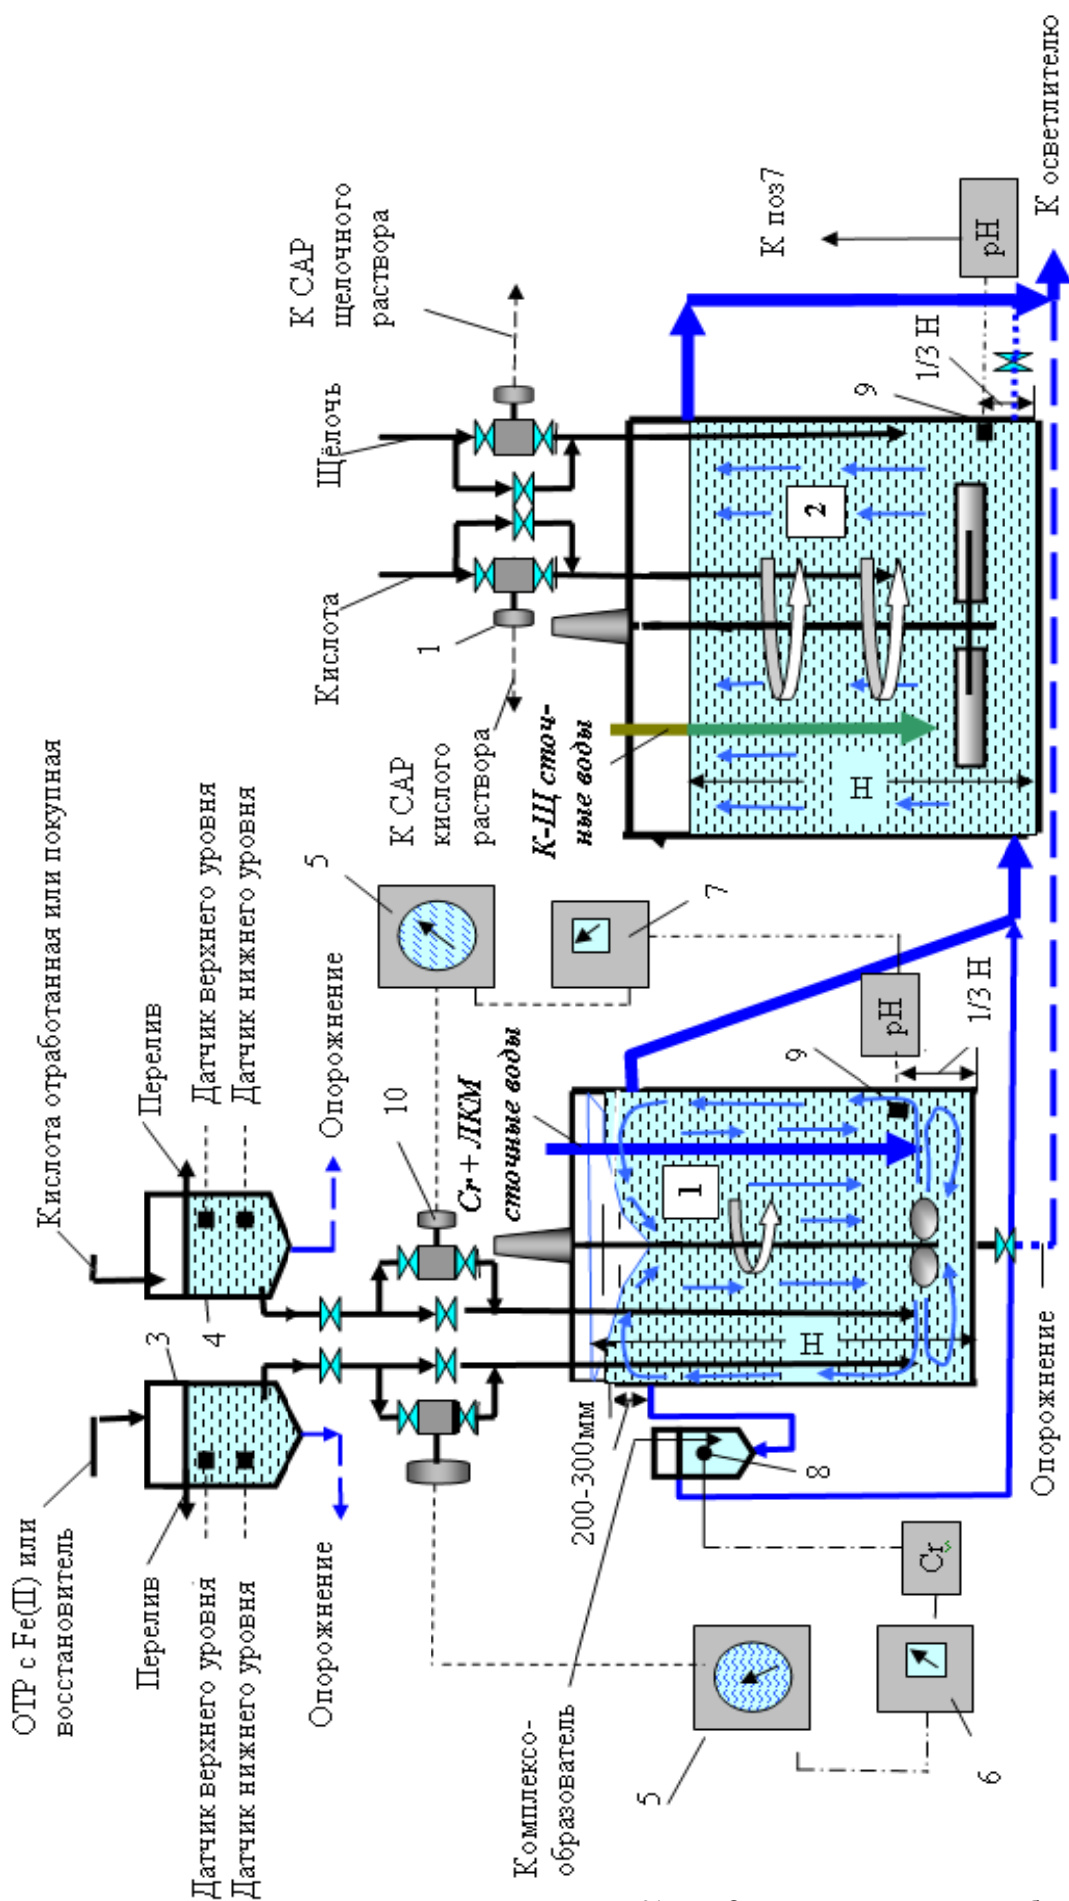 ОТР с Fe(II) или
восстановитель
Перелив
Датчик верхнего уровня
Датчик нижнего уровня
Опорожнение
3
4
Кислота отработанная или покупная
Перелив
Датчик верхнего уровня
Датчик нижнего уровня
Опорожнение
10
5
К САР
кислого
раствора
7
Cr + ЛКМ
сточные воды
К-Щ сточ-
ные воды
Кислота
1
Щёлочь
К САР
щелочного
раствора
К поз7
pH
1/3 H
9
2
H
К осветлителю
pH
1/3 H
9
1
H
200-300мм
8
Комплексо-
образователь
5
6
Cr
Опорожнение